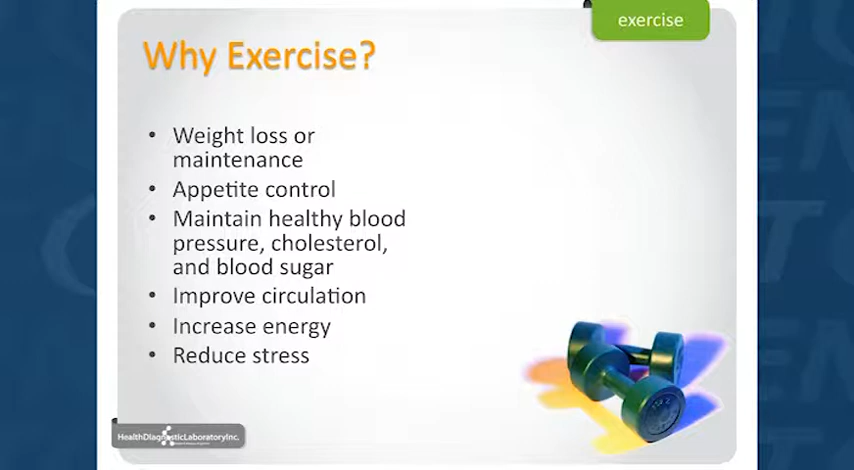 exercise
Why Exercise?
• Weight loss or
maintenance
• Appetite control
• Maintain healthy blood
pressure, cholesterol,
and blood sugar
• Improve circulation
• Increase energy
• Reduce stress
HealthDiagnosticLaboratoryInc.